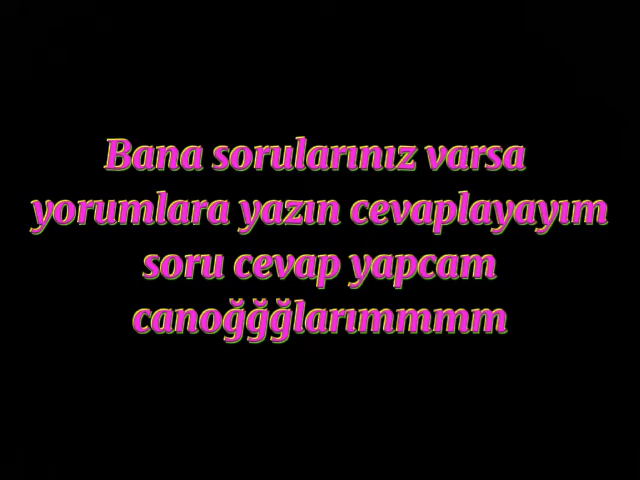 Bana sorularınız varsa
yorumlara yazın cevaplayayım
soru cevap yapcam
canoğğğlarımmmm